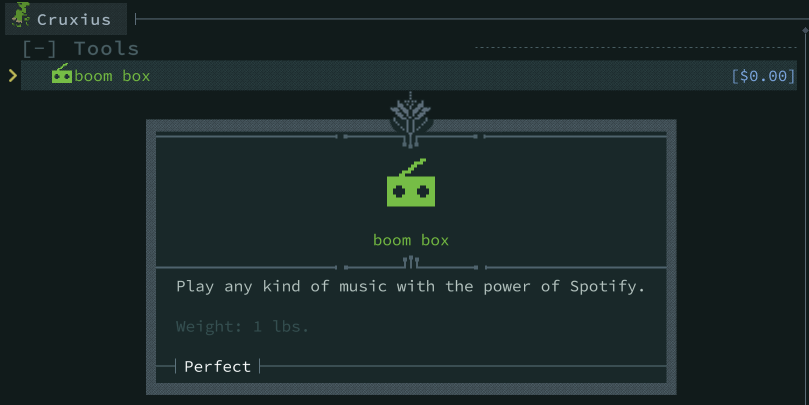 Cruxius
[-] Tools
boom box [$0.00]
boom box
Play any kind of music with the power of Spotify.
Weight: 1 lbs.
Perfect